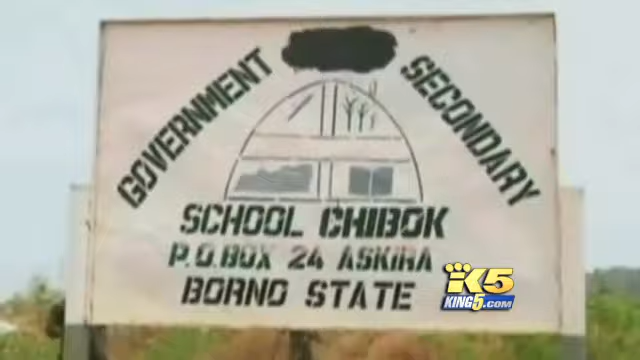 GOVERNMENT SECONDARY
SCHOOL CHIBOK
P.O.BOX 24 ASKIRA
BORNO STATE
K5
KING5.COM